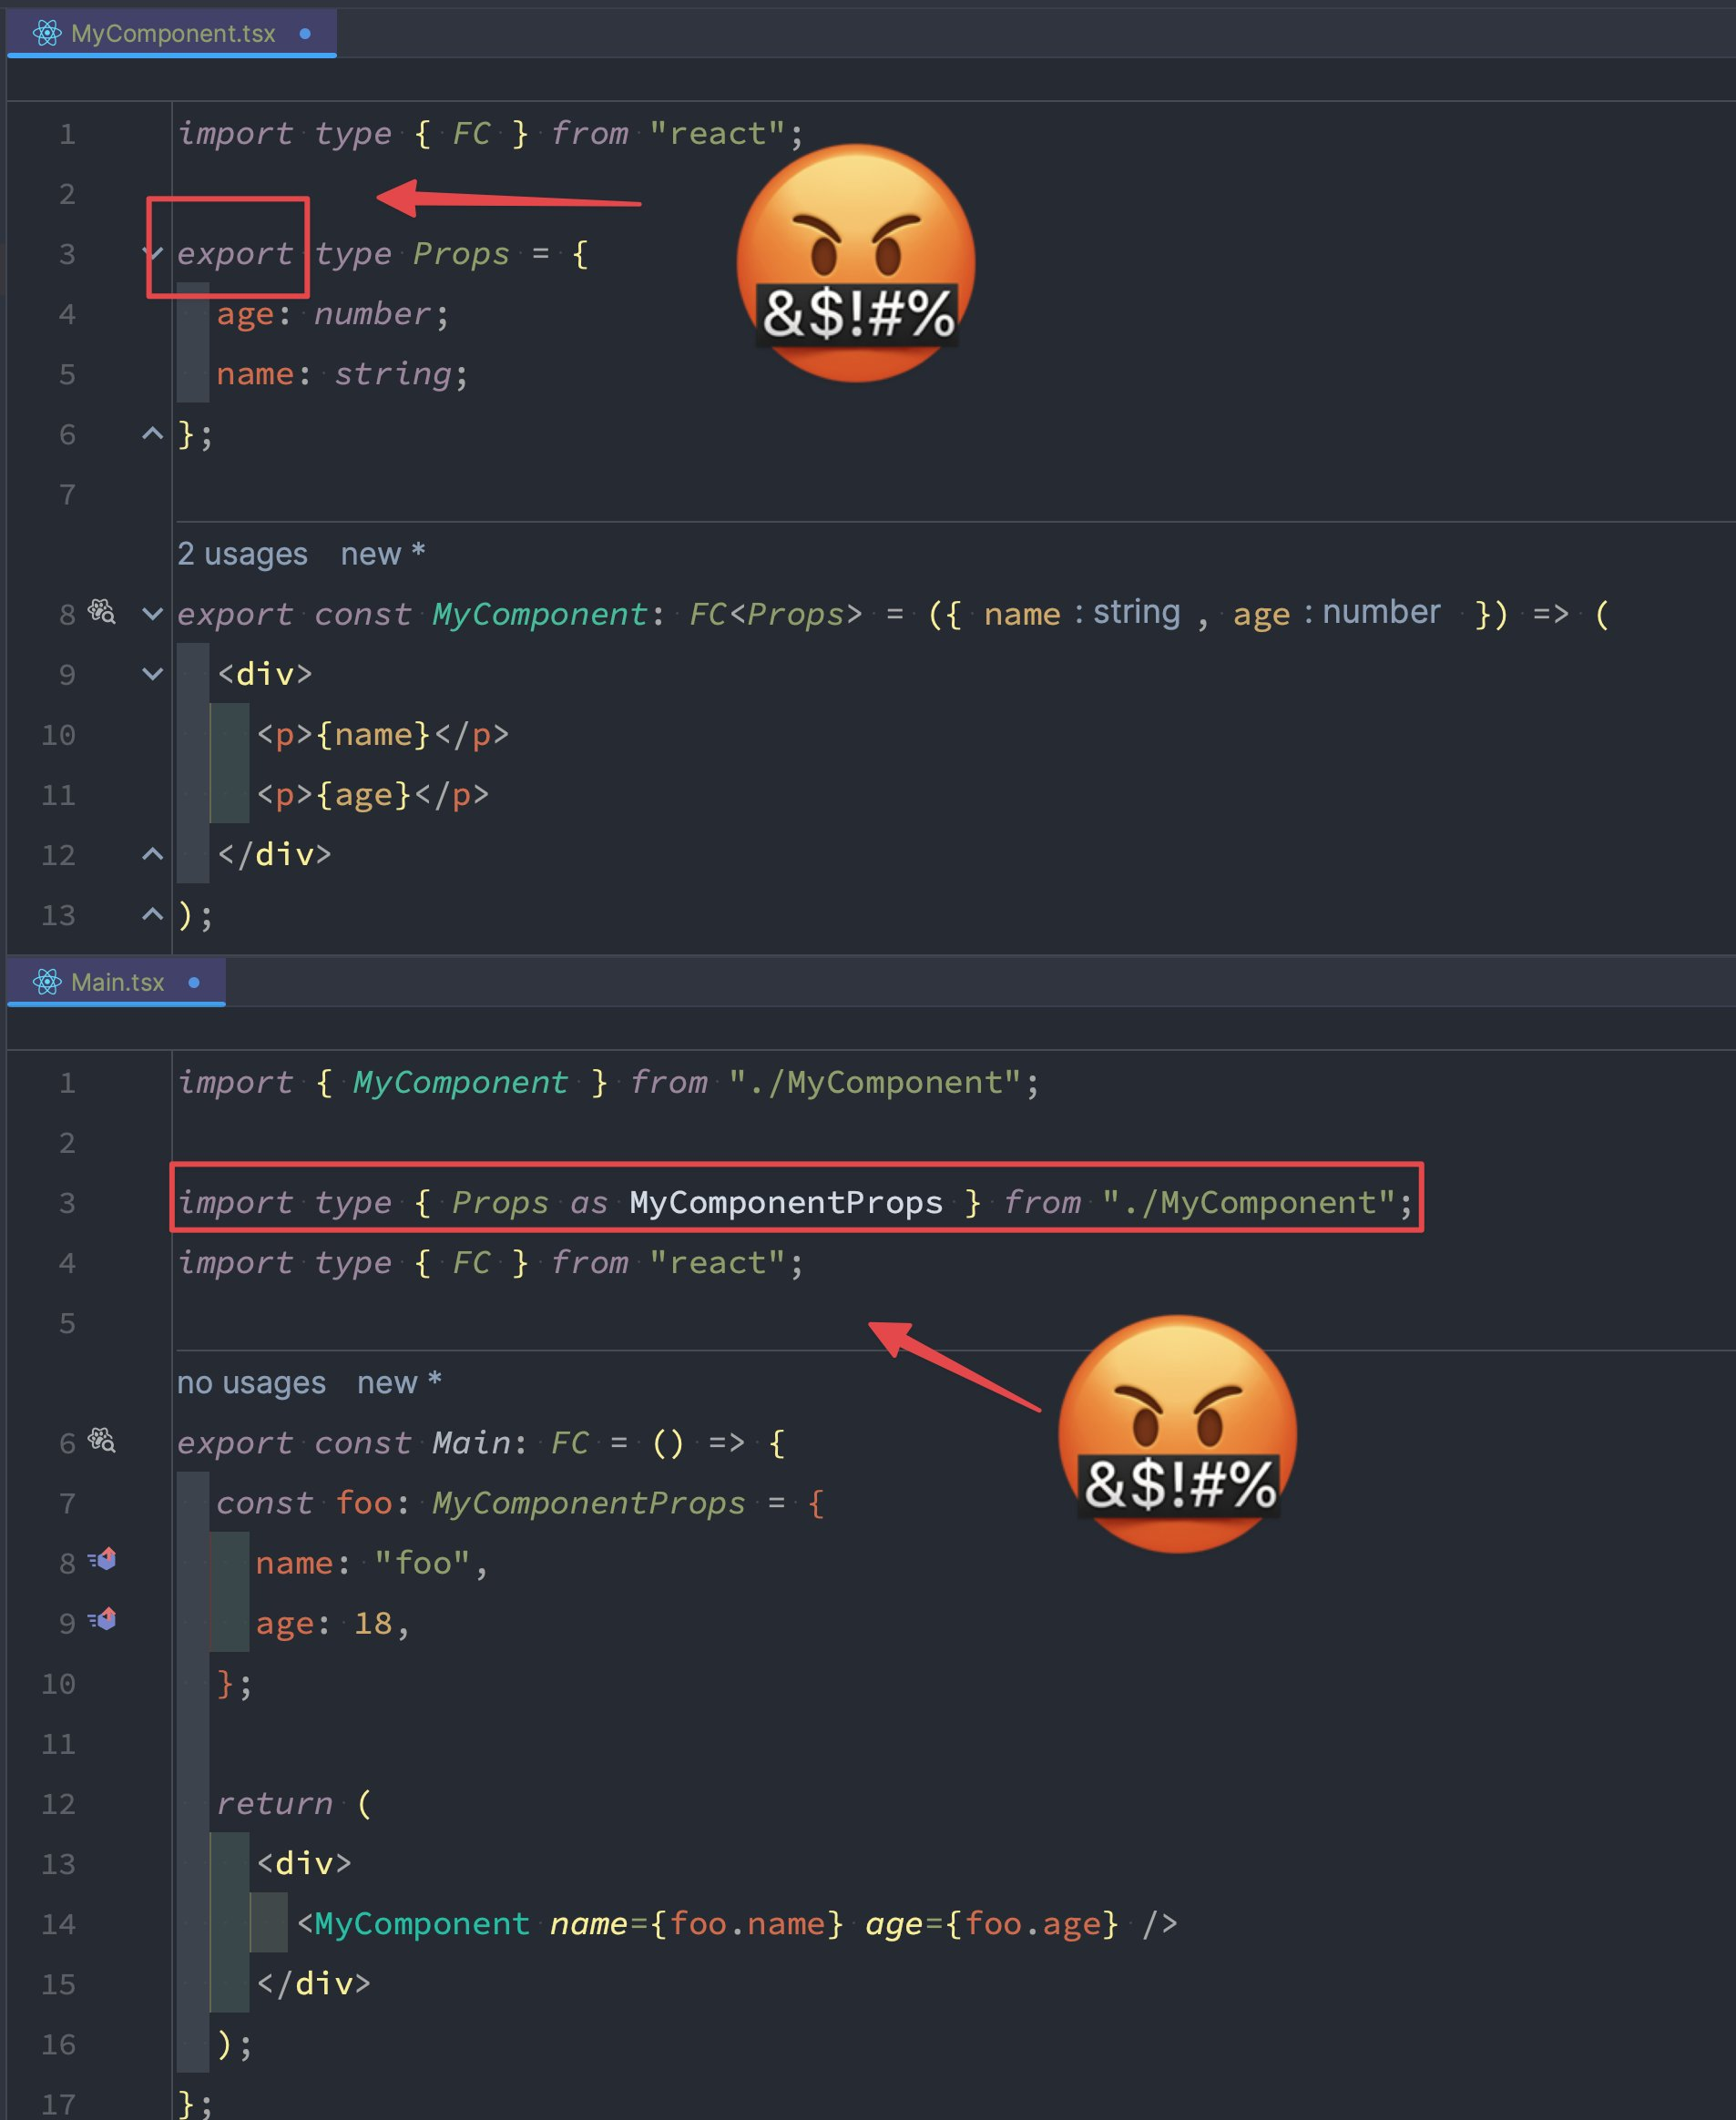 MyComponent.tsx
1 import type { FC } from "react";
2
3 export type Props = {
4 age: number;
5 name: string;
6 };
7
&$!#%
2 usages new *
8 export const MyComponent: FC<Props> = ({ name : string , age : number }) => (
9 <div>
10 <p>{name}</p>
11 <p>{age}</p>
12 </div>
13 );
Main.tsx
1 import { MyComponent } from "./MyComponent";
2
3 import type { Props as MyComponentProps } from "./MyComponent";
4 import type { FC } from "react";
5
no usages new *
6 export const Main: FC = () => {
&$!#%
7 const foo: MyComponentProps = {
8 name: "foo",
9 age: 18,
10 };
11
12 return (
13 <div>
14 <MyComponent name={foo.name} age={foo.age} />
15 </div>
16 );
17 };